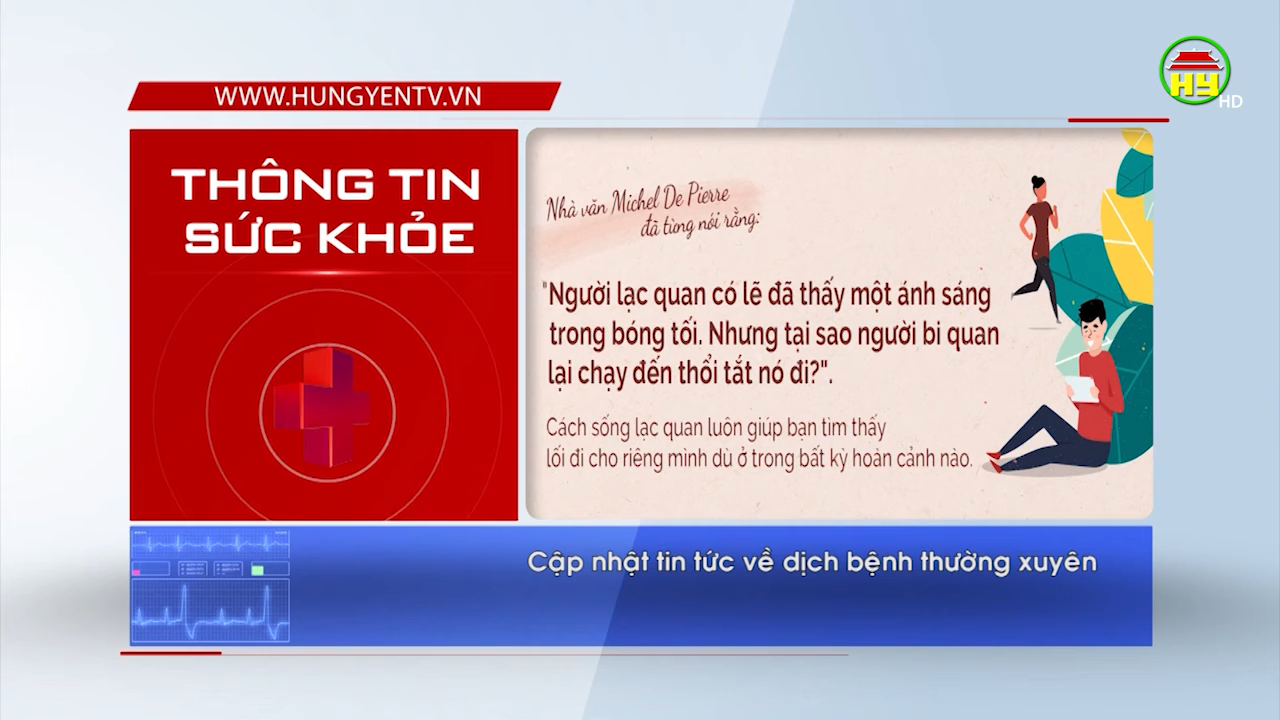 WWW.HUNGYENTV.VN
HY
HD
THÔNG TIN
SỨC KHỎE
Nhà văn Michel De Pierre
đã từng nói rằng:
"Người lạc quan có lẽ đã thấy một ánh sáng
trong bóng tối. Nhưng tại sao người bi quan
lại chạy đến thổi tắt nó đi?".
Cách sống lạc quan luôn giúp bạn tìm thấy
lối đi cho riêng mình dù ở trong bất kỳ hoàn cảnh nào.
Cập nhật tin tức về dịch bệnh thường xuyên